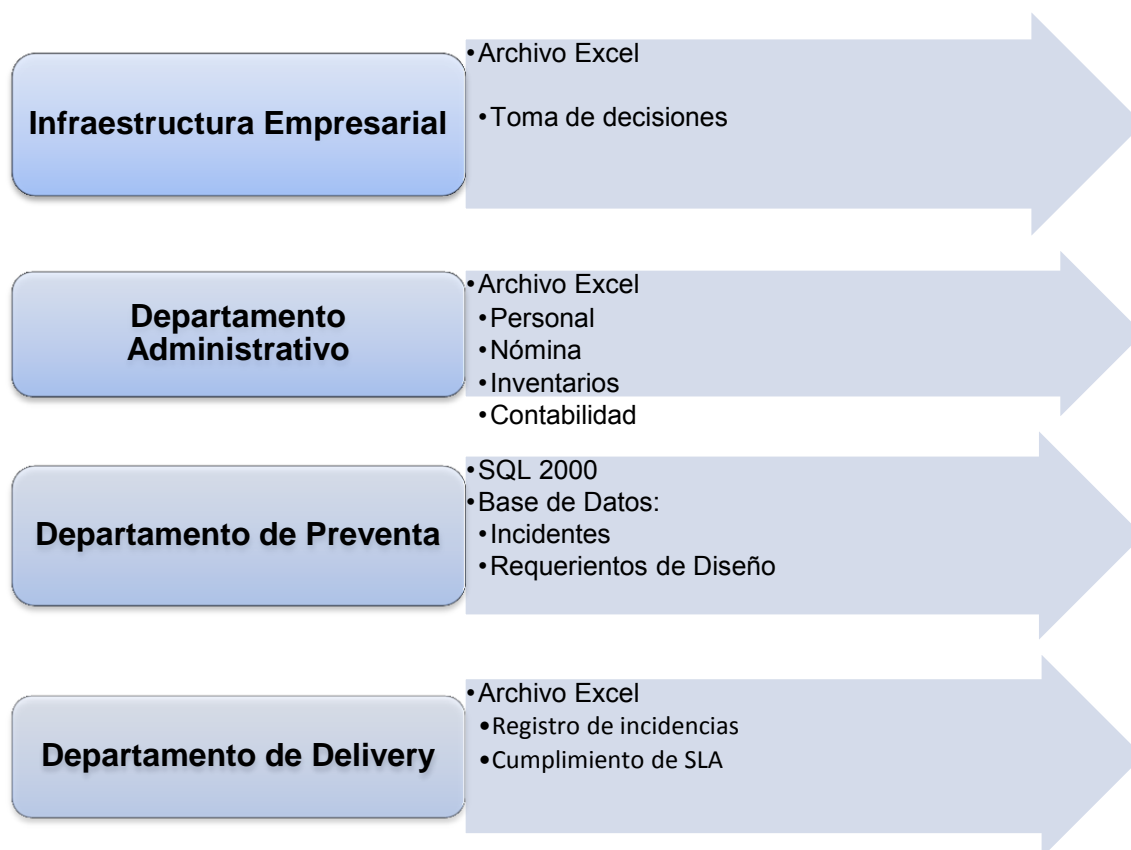 Infraestructura Empresarial
•Archivo Excel
•Toma de decisiones
Departamento
Administrativo
•Archivo Excel
•Personal
•Nómina
•Inventarios
•Contabilidad
Departamento de Preventa
•SQL 2000
•Base de Datos:
•Incidentes
•Requerientos de Diseño
Departamento de Delivery
•Archivo Excel
•Registro de incidencias
•Cumplimiento de SLA